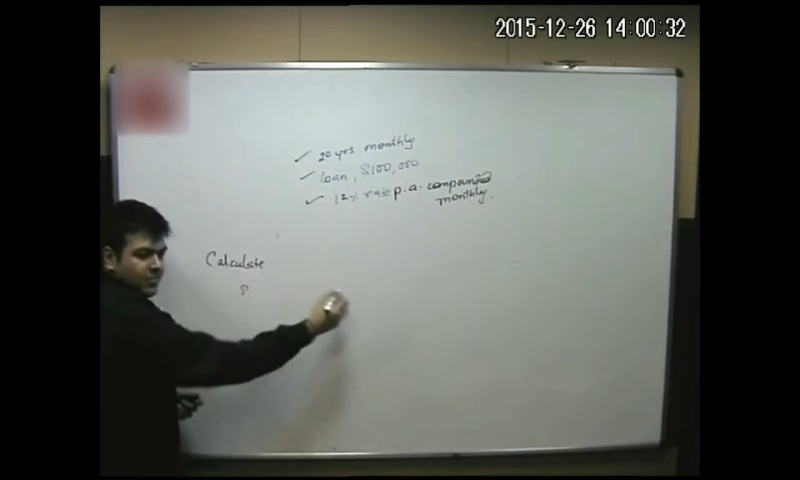 2015-12-26 14:00:32
✓ 20 yrs monthly
✓ loan, $100,000
✓ 12% rate p.a. compounded
monthly.
Calculate
?